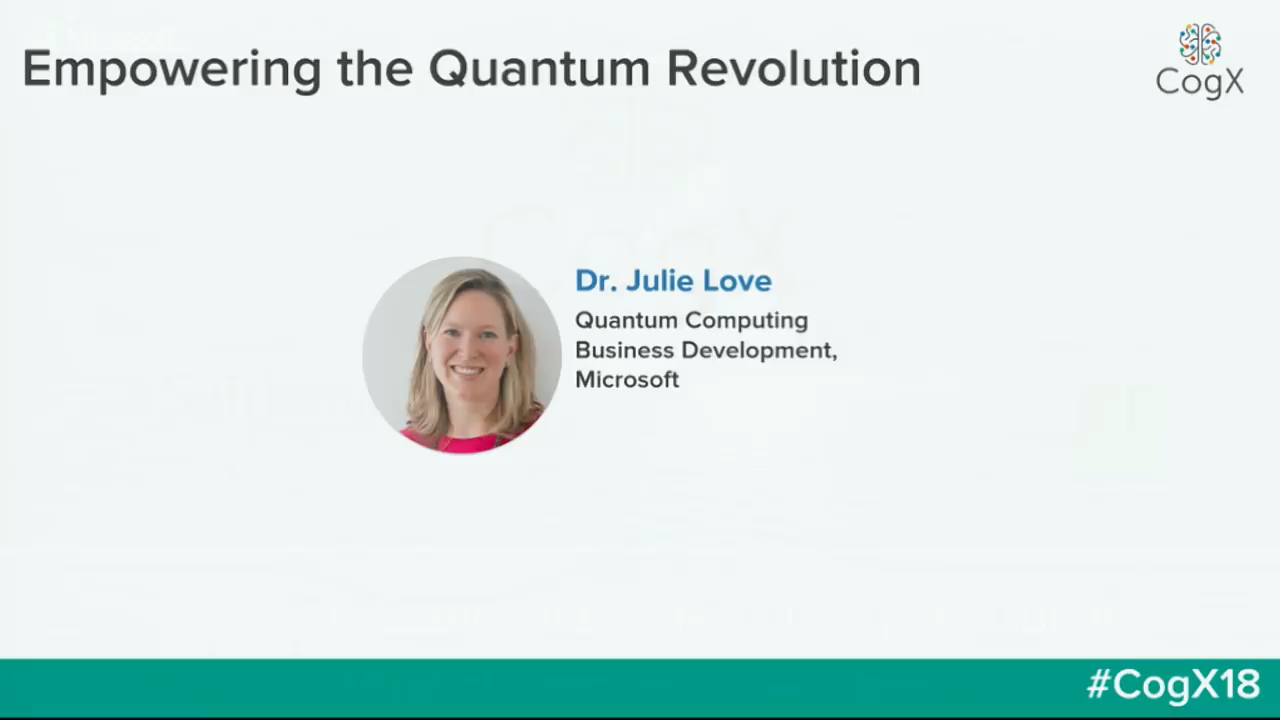 Empowering the Quantum Revolution
CogX
Dr. Julie Love
Quantum Computing
Business Development,
Microsoft
#CogX18